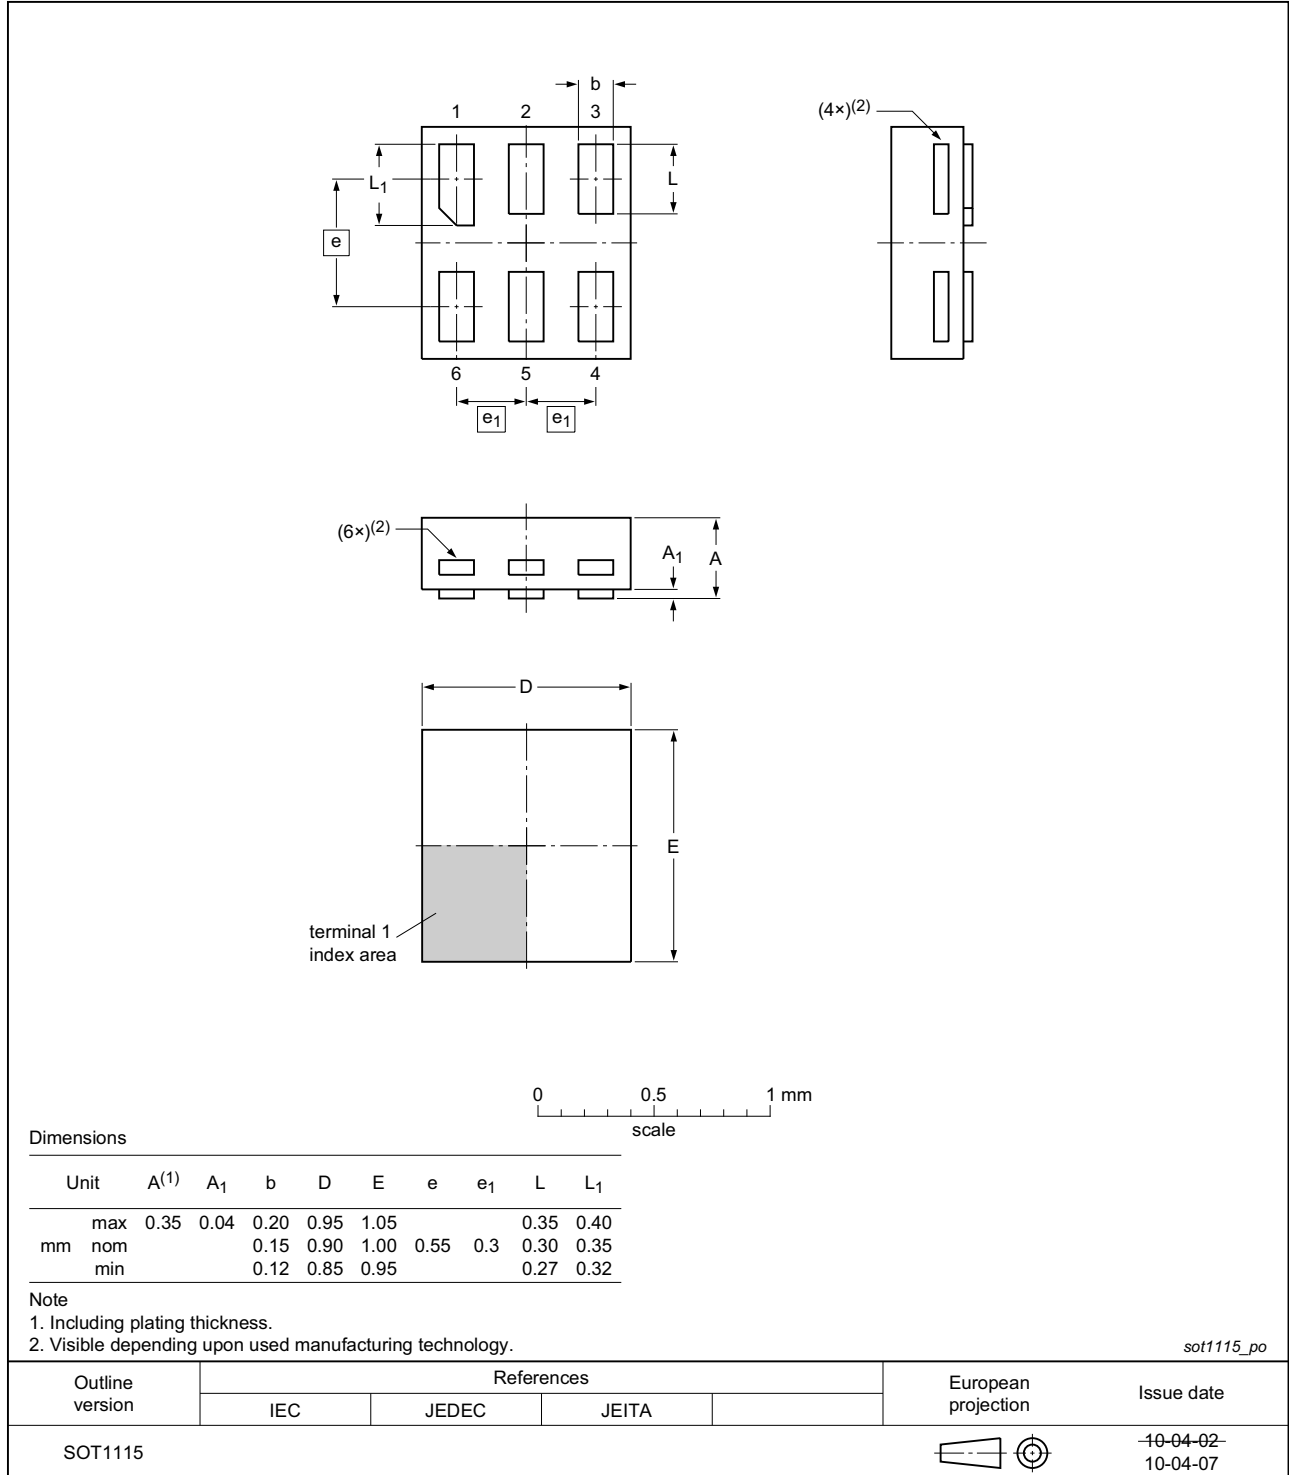 b
1 2 3
(4×)(2)
L1
L
e
6 5 4
e1 e1
(6×)(2)
A1
A
D
E
terminal 1
index area
0 0.5 1 mm
scale
Dimensions
Unit A(1) A1 b D E e e1 L L1
max 0.35 0.04 0.20 0.95 1.05 0.35 0.40
mm nom 0.15 0.90 1.00 0.55 0.3 0.30 0.35
min 0.12 0.85 0.95 0.27 0.32
Note
1. Including plating thickness.
2. Visible depending upon used manufacturing technology.
sot1115_po
Outline version
References
European projection
Issue date
IEC JEDEC JEITA
SOT1115
10-04-02
10-04-07